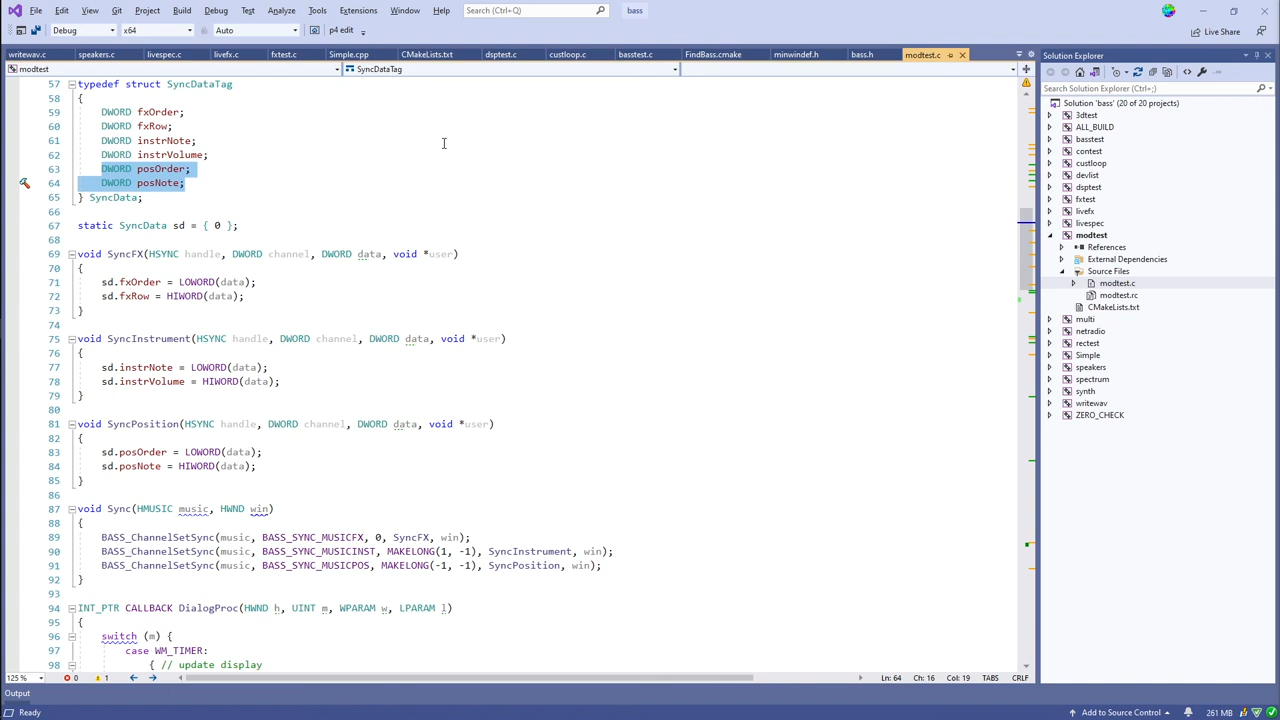 File Edit View Git Project Build Debug Test Analyze Tools Extensions Window Help Search (Ctrl+Q) bass
Debug x64 Auto p4 edit Live Share
writewav.c speakers.c livespec.c livefx.c fxtest.c Simple.cpp CMakeLists.txt dsptest.c custloop.c basstest.c FindBass.cmake minwindef.h bass.h modtest.c
modtest SyncDataTag
57 typedef struct SyncDataTag
58 {
59 DWORD fxOrder;
60 DWORD fxRow;
61 DWORD instrNote;
62 DWORD instrVolume;
63 DWORD posOrder;
64 DWORD posNote;
65 } SyncData;
66
67 static SyncData sd = { 0 };
68
69 void SyncFX(HSYNC handle, DWORD channel, DWORD data, void *user)
70 {
71 sd.fxOrder = LOWORD(data);
72 sd.fxRow = HIWORD(data);
73 }
74
75 void SyncInstrument(HSYNC handle, DWORD channel, DWORD data, void *user)
76 {
77 sd.instrNote = LOWORD(data);
78 sd.instrVolume = HIWORD(data);
79 }
80
81 void SyncPosition(HSYNC handle, DWORD channel, DWORD data, void *user)
82 {
83 sd.posOrder = LOWORD(data);
84 sd.posNote = HIWORD(data);
85 }
86
87 void Sync(HMUSIC music, HWND win)
88 {
89 BASS_ChannelSetSync(music, BASS_SYNC_MUSICFX, 0, SyncFX, win);
90 BASS_ChannelSetSync(music, BASS_SYNC_MUSICINST, MAKELONG(1, -1), SyncInstrument, win);
91 BASS_ChannelSetSync(music, BASS_SYNC_MUSICPOS, MAKELONG(-1, -1), SyncPosition, win);
92 }
93
94 INT_PTR CALLBACK DialogProc(HWND h, UINT m, WPARAM w, LPARAM l)
95 {
96 switch (m) {
97 case WM_TIMER:
98 { // update display
125 % 0 1 Ln: 64 Ch: 16 Col: 19 TABS CRLF
Output
Ready Add to Source Control 261 MB
Solution Explorer
Search Solution Explorer (Ctrl+;)
Solution 'bass' (20 of 20 projects)
3dtest
ALL_BUILD
basstest
contest
custloop
devlist
dsptest
fxtest
livefx
livespec
modtest
References
External Dependencies
Source Files
modtest.c
modtest.rc
CMakeLists.txt
multi
netradio
rectest
Simple
speakers
spectrum
synth
writewav
ZERO_CHECK